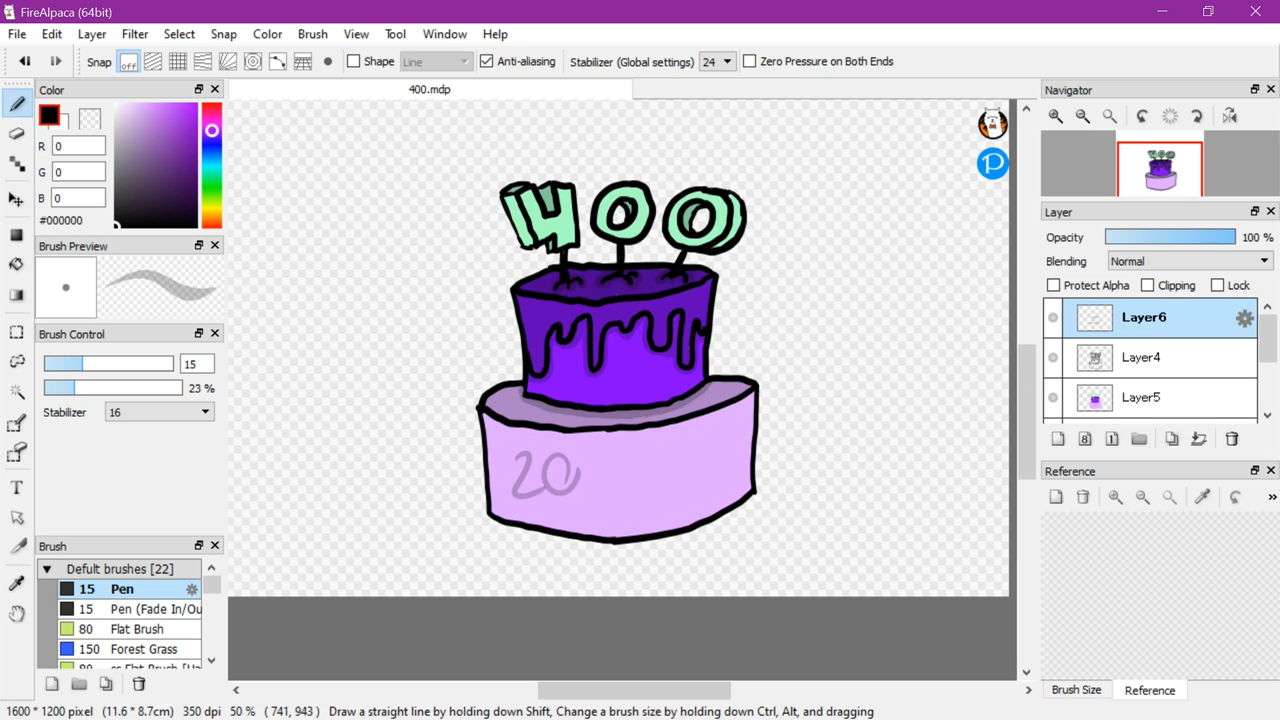 FireAlpaca (64bit)
File Edit Layer Filter Select Snap Color Brush View Tool Window Help
Snap off Shape Line Anti-aliasing Stabilizer (Global settings) 24 Zero Pressure on Both Ends
Color
R 0
G 0
B 0
#000000
Brush Preview
Brush Control
15
23 %
Stabilizer 16
Brush
Defult brushes [22]
15 Pen
15 Pen (Fade In/Ou
80 Flat Brush
150 Forest Grass
400.mdp
P
400
20
Navigator
Layer
Opacity 100 %
Blending Normal
Protect Alpha Clipping Lock
Layer6
Layer4
Layer5
8 1
Reference
»
Brush Size Reference
1600 * 1200 pixel (11.6 * 8.7cm) 350 dpi 50 % ( 741, 943 ) Draw a straight line by holding down Shift, Change a brush size by holding down Ctrl, Alt, and dragging